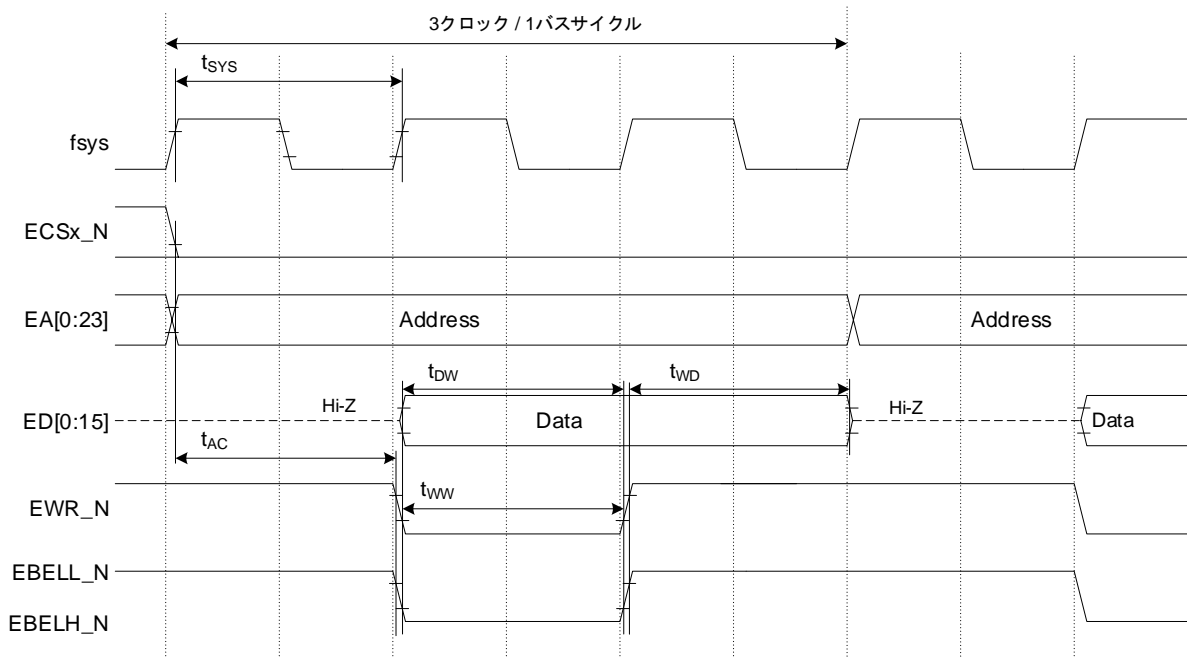 3クロック / 1バスサイクル
tSYS
fsys
ECSx_N
EA[0:23]
Address
Address
tDW
tWD
ED[0:15]
Hi-Z
Data
Hi-Z
Data
tAC
tWW
EWR_N
EBELL_N
EBELH_N